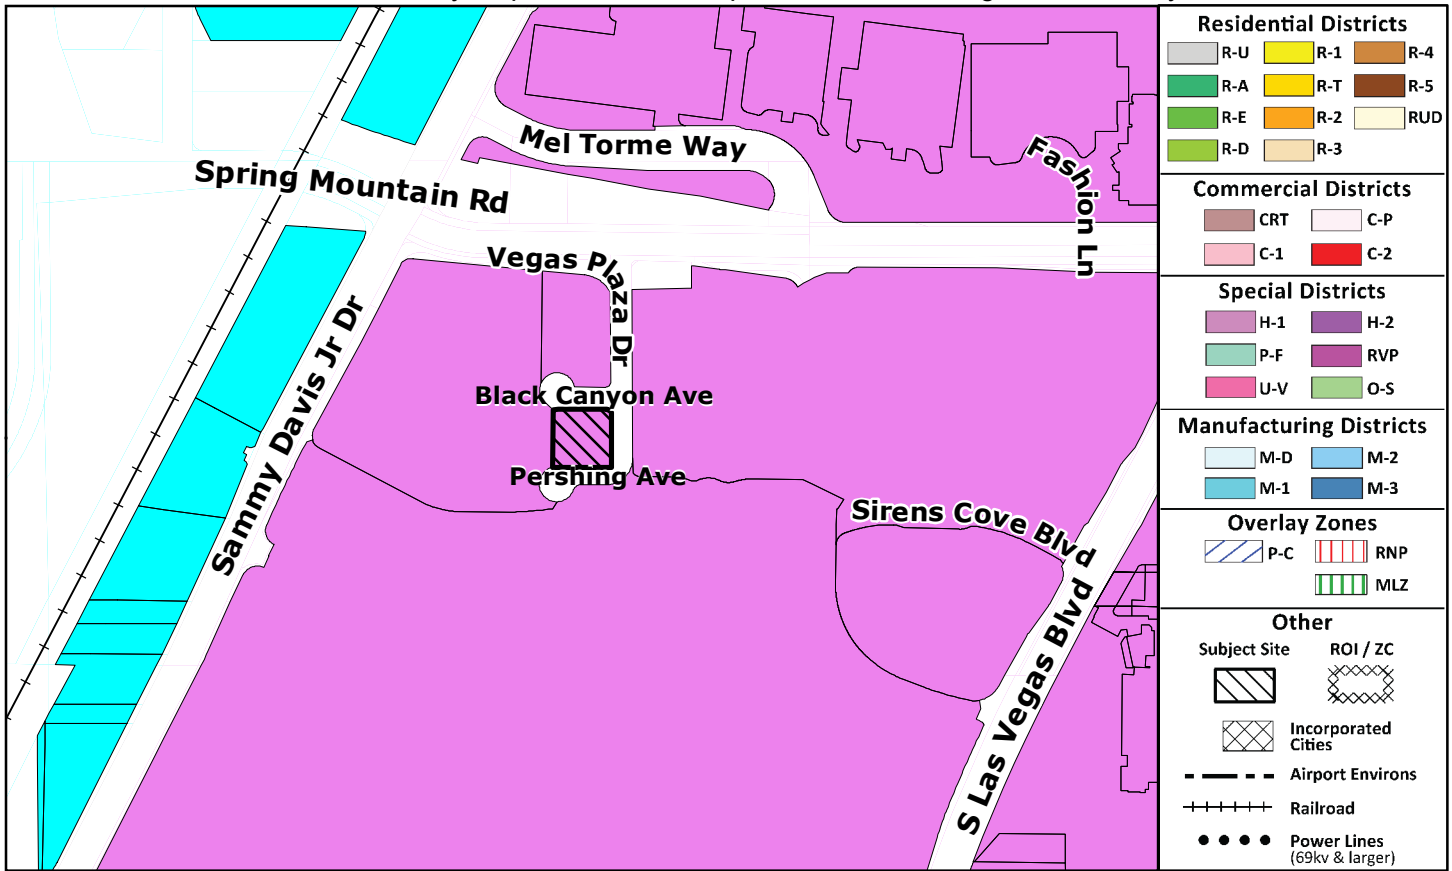 Mel Torme Way
Spring Mountain Rd
Fashion Ln
Vegas Plaza Dr
Sammy Davis Jr Dr
Black Canyon Ave
Pershing Ave
Sirens Cove Blvd
S Las Vegas Blvd
Residential Districts
R-U R-1 R-4
R-A R-T R-5
R-E R-2 RUD
R-D R-3
Commercial Districts
CRT C-P
C-1 C-2
Special Districts
H-1 H-2
P-F RVP
U-V O-S
Manufacturing Districts
M-D M-2
M-1 M-3
Overlay Zones
P-C RNP
MLZ
Other
Subject Site ROI / ZC
Incorporated
Cities
Airport Environs
Railroad
Power Lines
(69kv & larger)